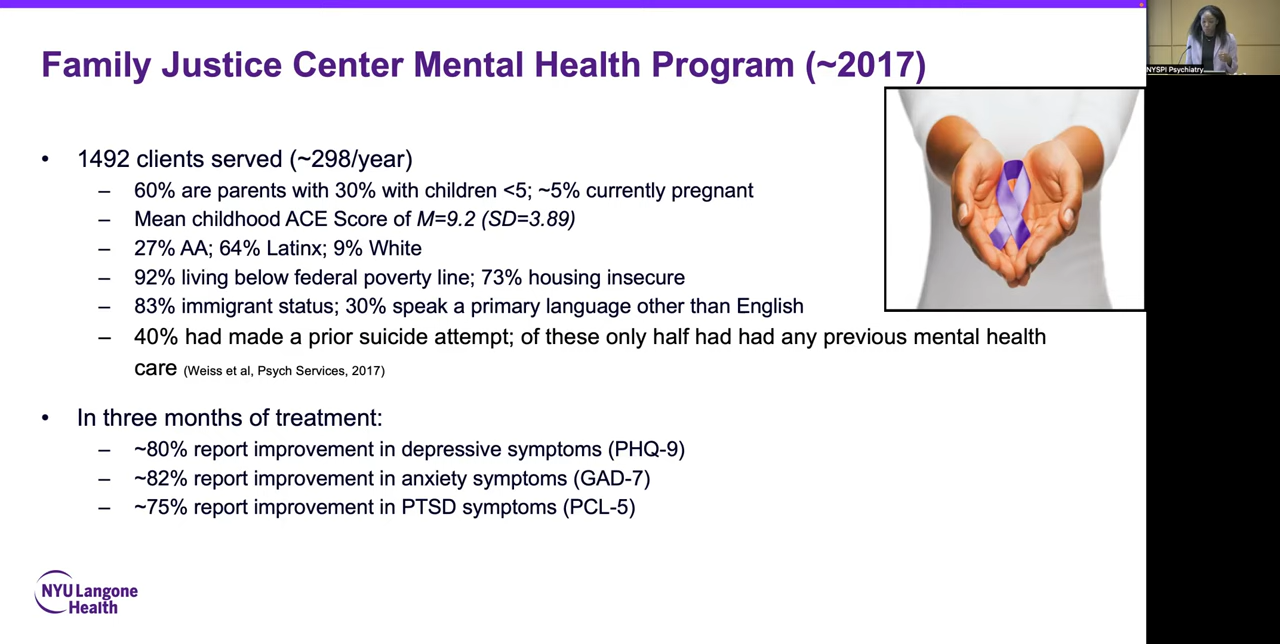 Family Justice Center Mental Health Program (~2017)
• 1492 clients served (~298/year)
– 60% are parents with 30% with children <5; ~5% currently pregnant
– Mean childhood ACE Score of M=9.2 (SD=3.89)
– 27% AA; 64% Latinx; 9% White
– 92% living below federal poverty line; 73% housing insecure
– 83% immigrant status; 30% speak a primary language other than English
– 40% had made a prior suicide attempt; of these only half had had any previous mental health
care (Weiss et al, Psych Services, 2017)
• In three months of treatment:
– ~80% report improvement in depressive symptoms (PHQ-9)
– ~82% report improvement in anxiety symptoms (GAD-7)
– ~75% report improvement in PTSD symptoms (PCL-5)
NYU Langone
Health
NYSPI Psychiatry